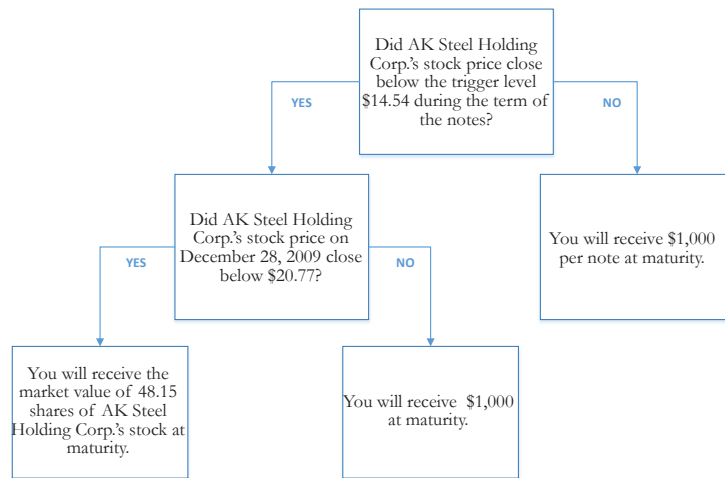 Did AK Steel Holding
Corp.'s stock price close
below the trigger level
$14.54 during the term of
the notes?
YES
NO
Did AK Steel Holding
Corp.'s stock price on
December 28, 2009 close
below $20.77?
You will receive $1,000
per note at maturity.
YES
NO
You will receive the
market value of 48.15
shares of AK Steel
Holding Corp.'s stock at
maturity.
You will receive $1,000
at maturity.